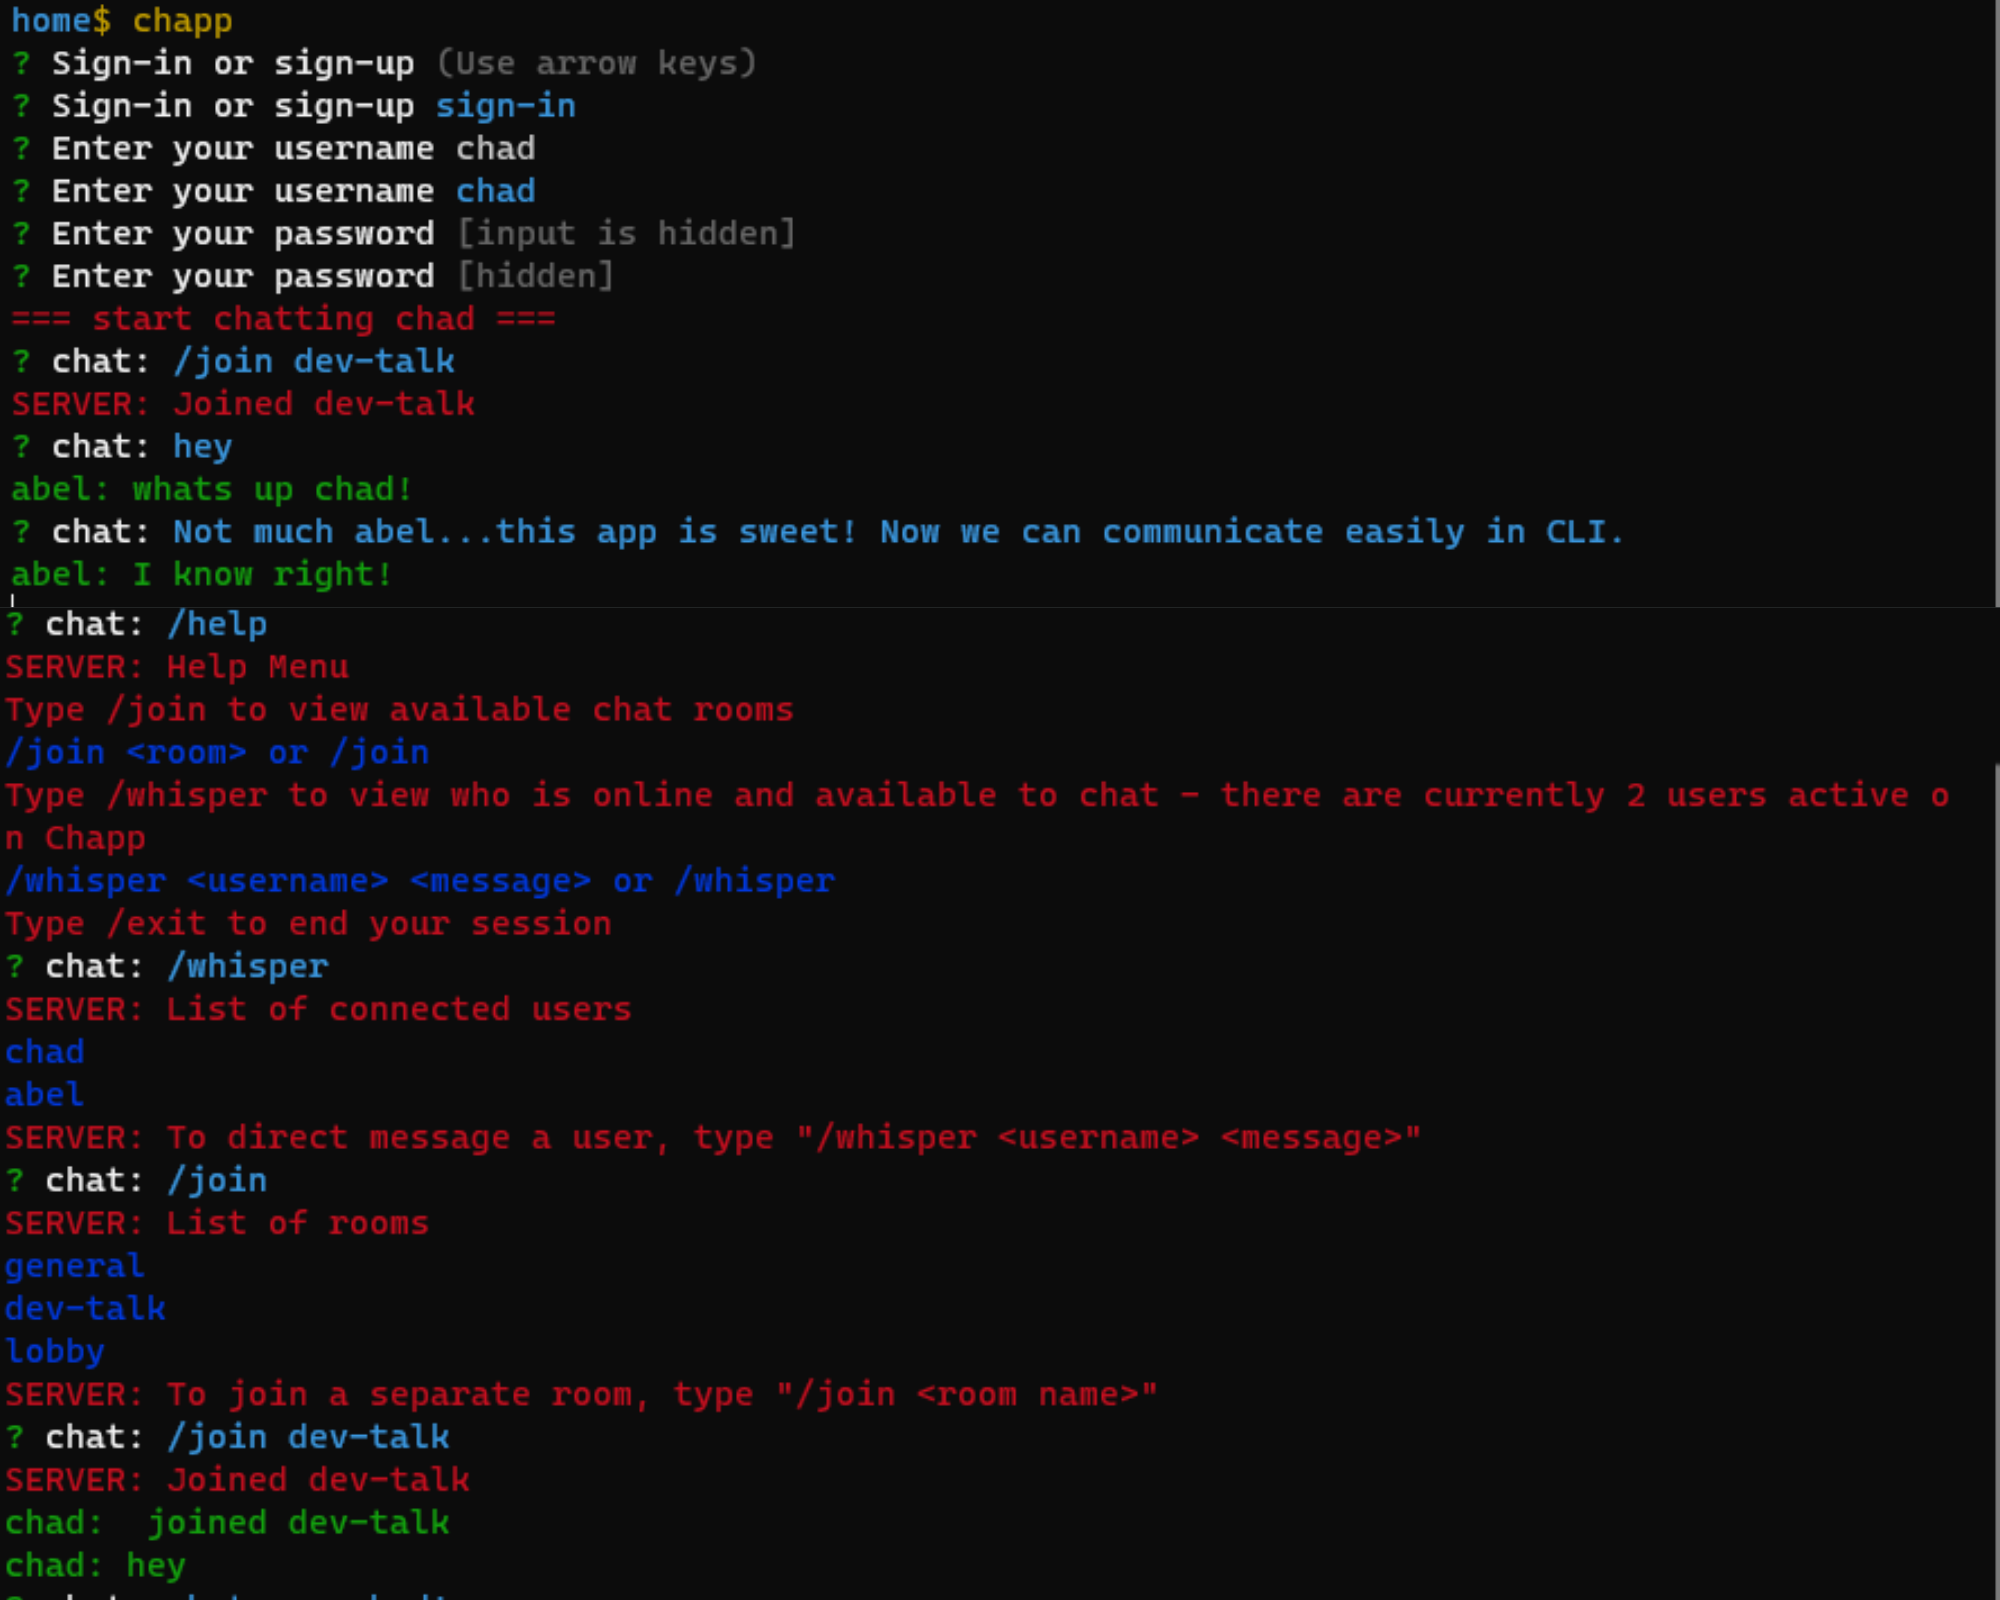 home$ chapp
? Sign-in or sign-up (Use arrow keys)
? Sign-in or sign-up sign-in
? Enter your username chad
? Enter your username chad
? Enter your password [input is hidden]
? Enter your password [hidden]
=== start chatting chad ===
? chat: /join dev-talk
SERVER: Joined dev-talk
? chat: hey
abel: whats up chad!
? chat: Not much abel...this app is sweet! Now we can communicate easily in CLI.
abel: I know right!
? chat: /help
SERVER: Help Menu
Type /join to view available chat rooms
/join <room> or /join
Type /whisper to view who is online and available to chat - there are currently 2 users active o
n Chapp
/whisper <username> <message> or /whisper
Type /exit to end your session
? chat: /whisper
SERVER: List of connected users
chad
abel
SERVER: To direct message a user, type "/whisper <username> <message>"
? chat: /join
SERVER: List of rooms
general
dev-talk
lobby
SERVER: To join a separate room, type "/join <room name>"
? chat: /join dev-talk
SERVER: Joined dev-talk
chad:  joined dev-talk
chad: hey